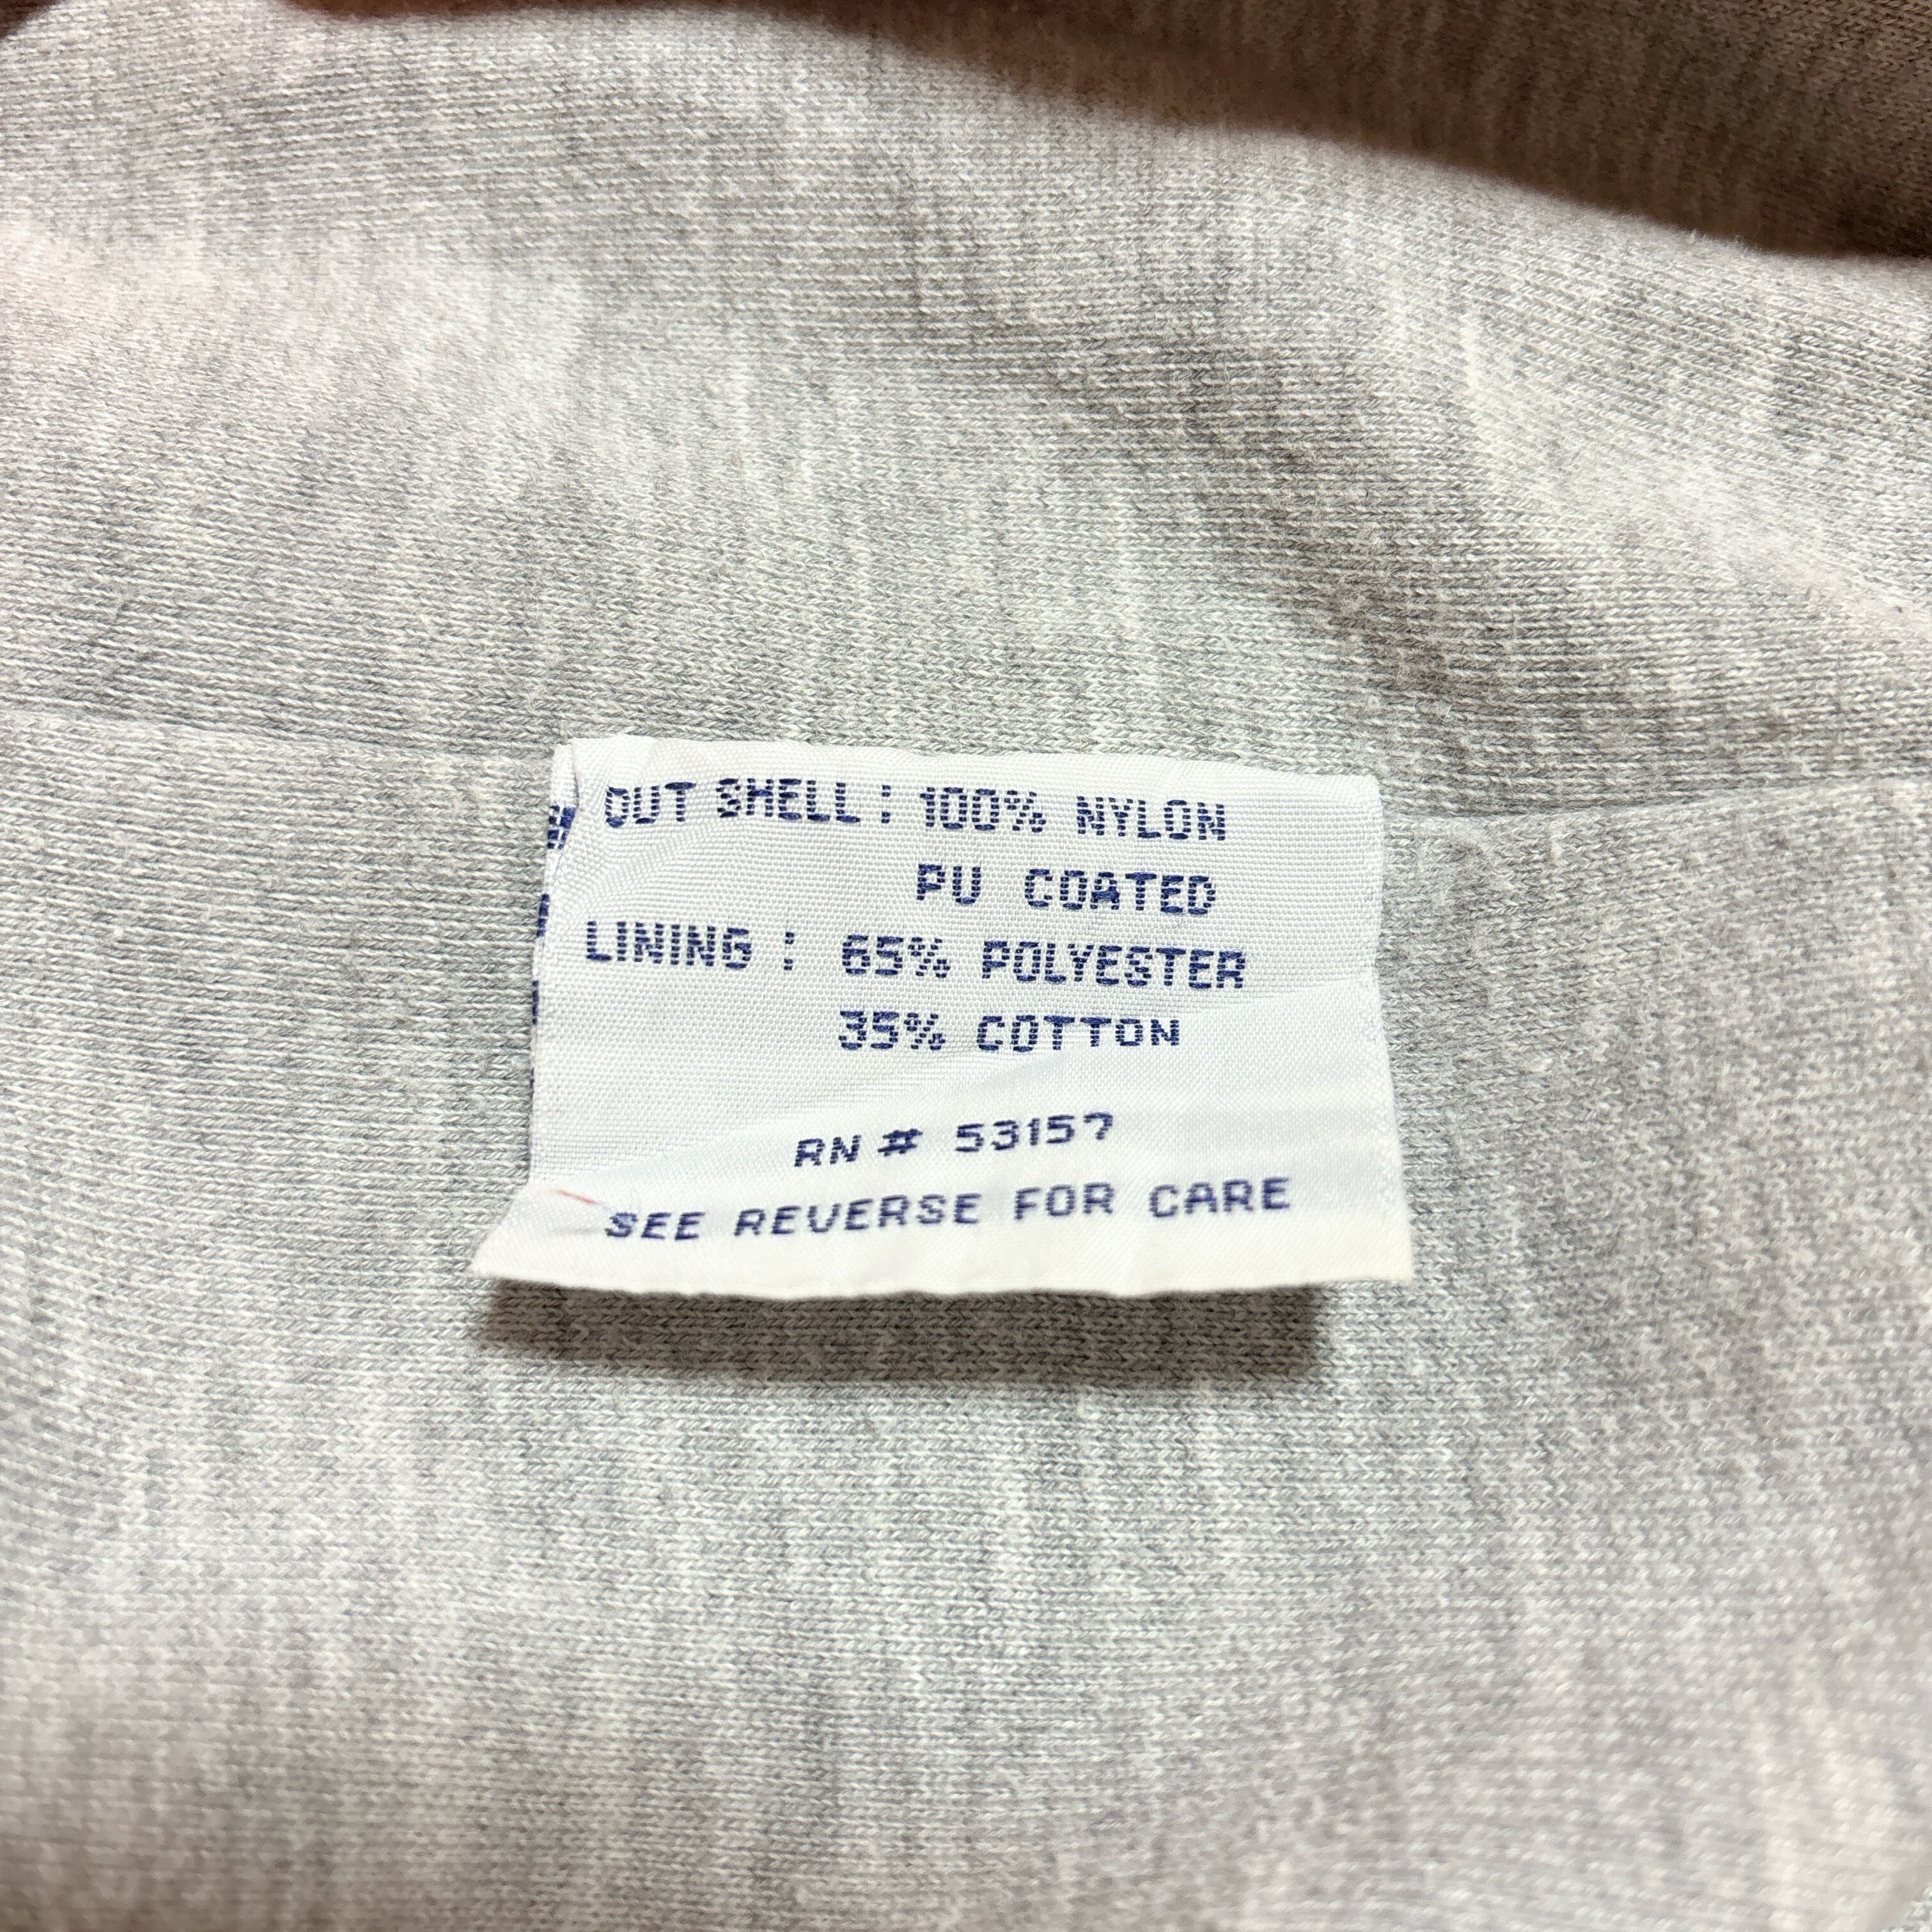 OUT SHELL : 100% NYLON
PU COATED
LINING : 65% POLYESTER
35% COTTON
RN # 53157
SEE REVERSE FOR CARE